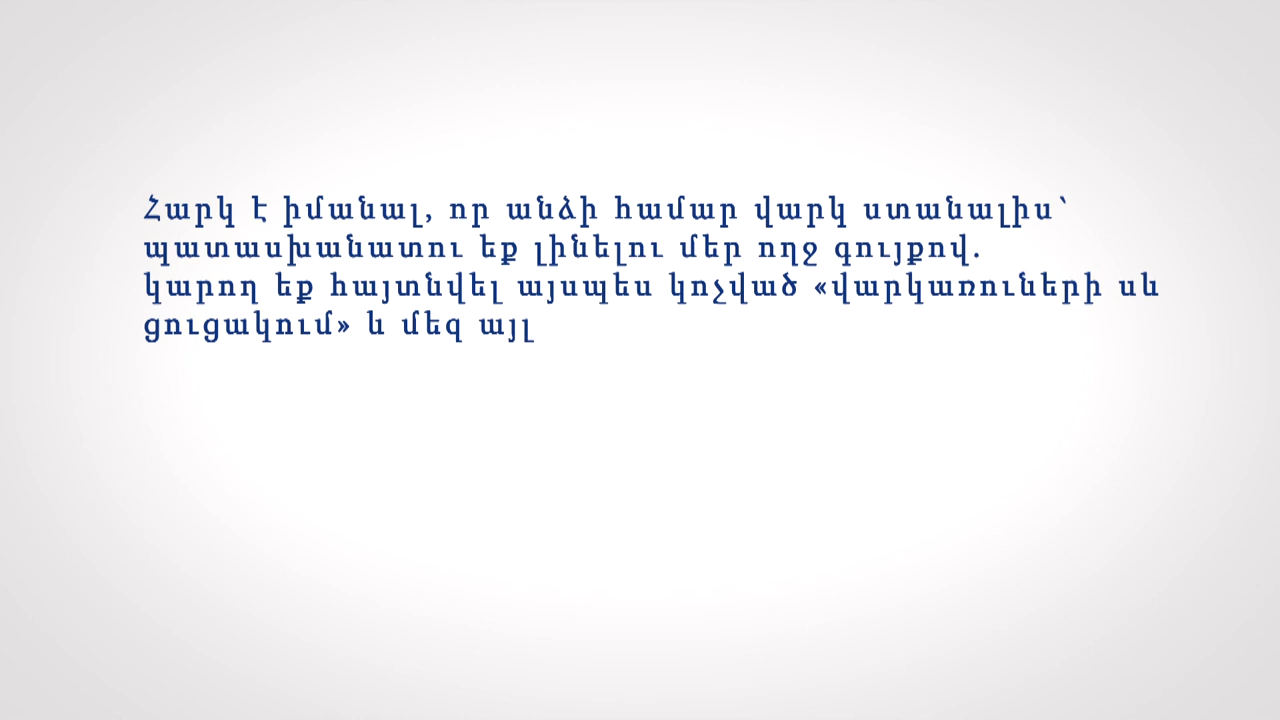 Հարկ է իմանալ, որ անձի համար վարկ ստանալիս՝
պատասխանատու եք լինելու մեր ողջ գույքով.
կարող եք հայտնվել այսպես կոչված «վարկառուների սև
ցուցակում» և մեզ այլ